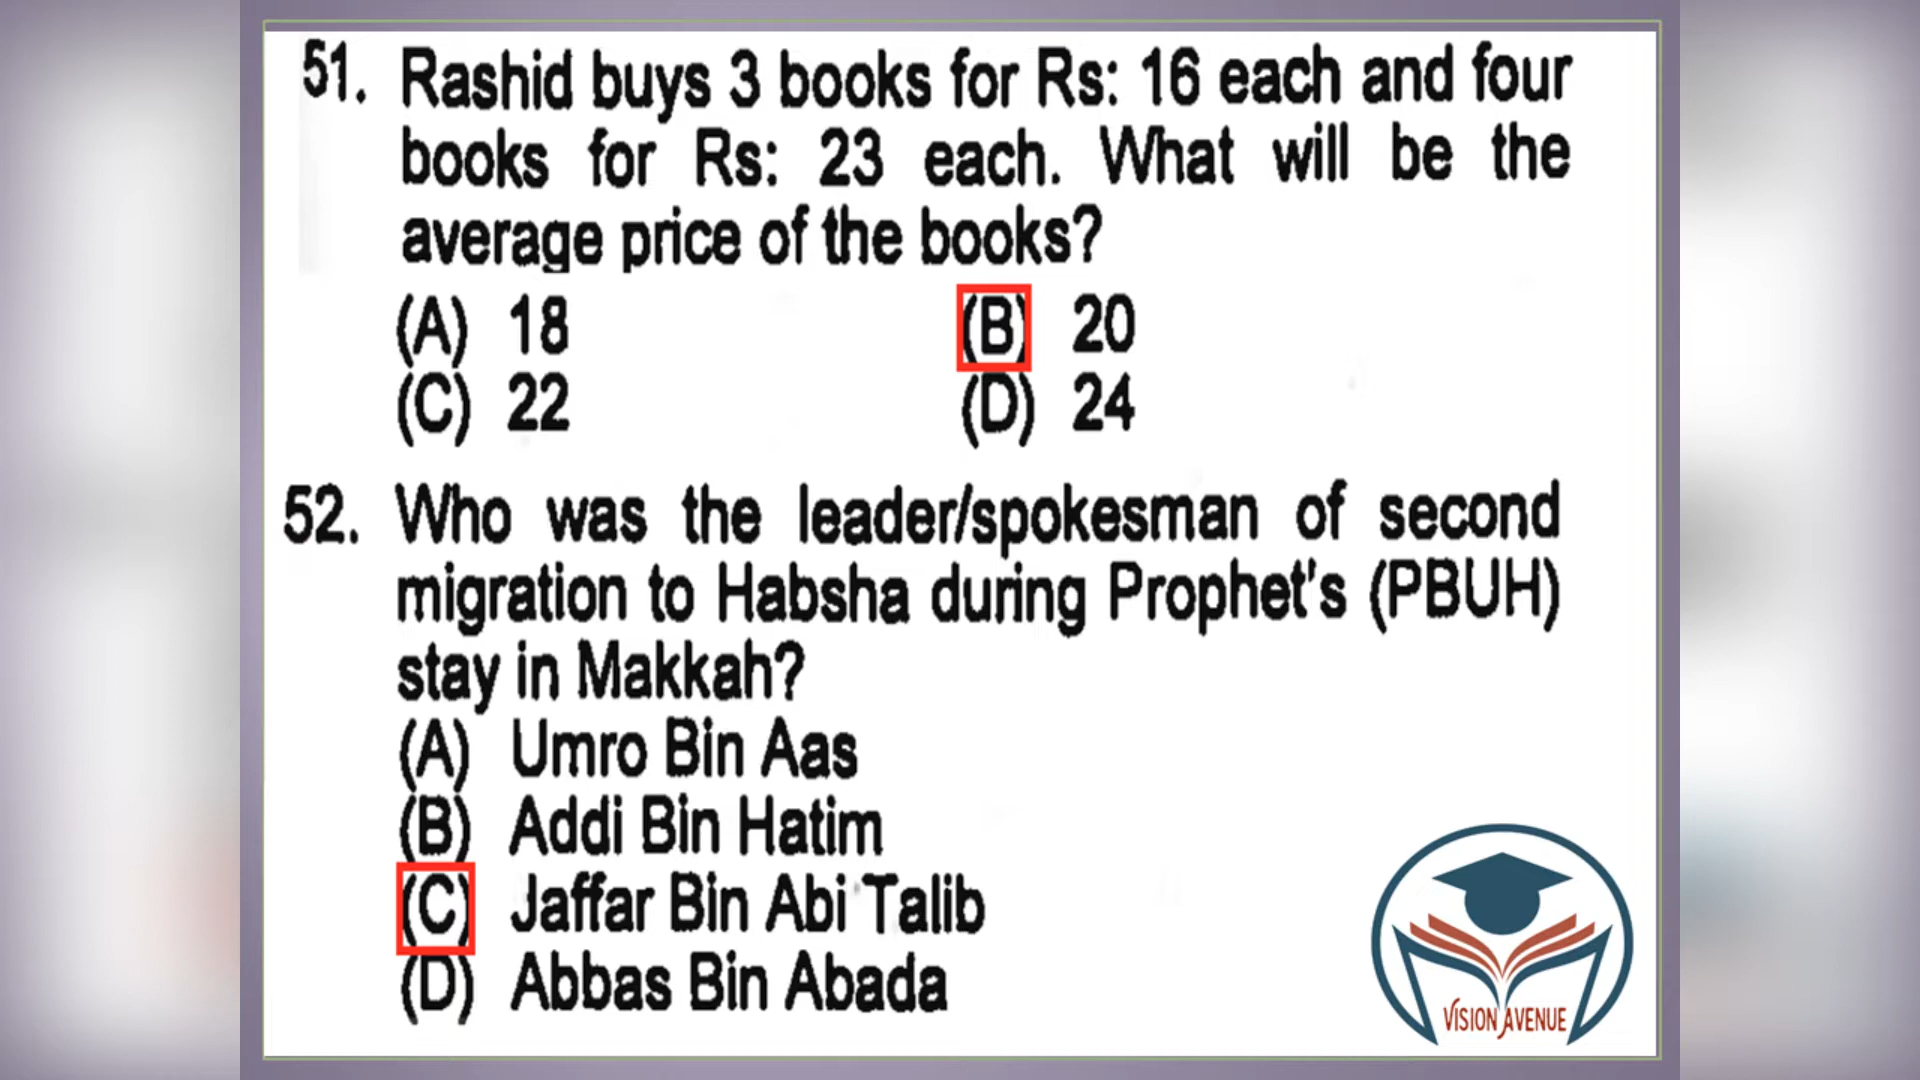 51. Rashid buys 3 books for Rs: 16 each and four
books for Rs: 23 each. What will be the
average price of the books?
(A) 18 (B) 20
(C) 22 (D) 24
52. Who was the leader/spokesman of second
migration to Habsha during Prophet's (PBUH)
stay in Makkah?
(A) Umro Bin Aas
(B) Addi Bin Hatim
(C) Jaffar Bin Abi Talib
(D) Abbas Bin Abada
VISION AVENUE